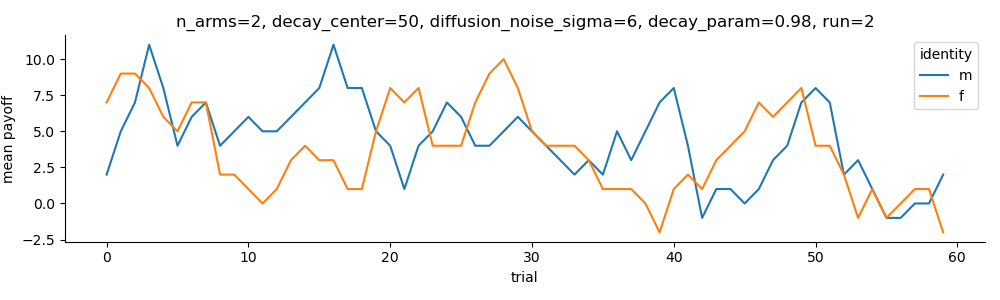 n_arms=2, decay_center=50, diffusion_noise_sigma=6, decay_param=0.98, run=2
identity
m
f
mean payoff
10.0
7.5
5.0
2.5
0.0
−2.5
0 10 20 30 40 50 60
trial